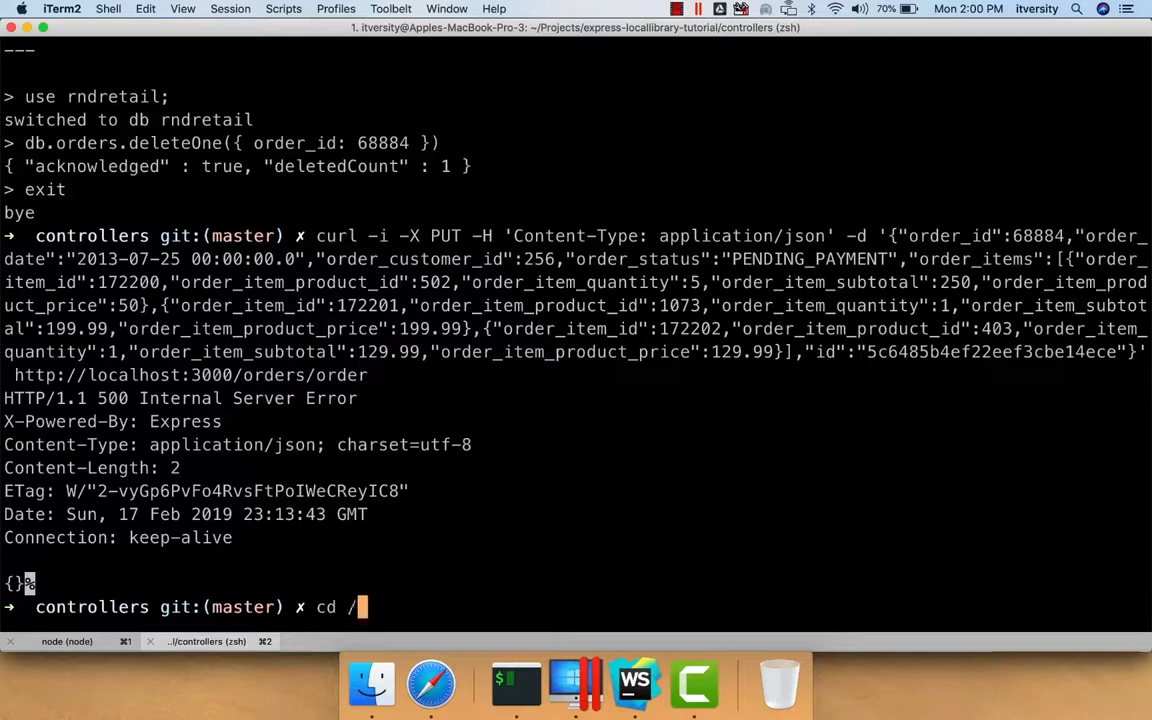 iTerm2 Shell Edit View Session Scripts Profiles Toolbelt Window Help 70% Mon 2:00 PM itversity
1. itversity@Apples-MacBook-Pro-3: ~/Projects/express-locallibrary-tutorial/controllers (zsh)
---
> use rndretail;
switched to db rndretail
> db.orders.deleteOne({ order_id: 68884 })
{ "acknowledged" : true, "deletedCount" : 1 }
> exit
bye
→ controllers git:(master) ✗ curl -i -X PUT -H 'Content-Type: application/json' -d '{"order_id":68884,"order_
date":"2013-07-25 00:00:00.0","order_customer_id":256,"order_status":"PENDING_PAYMENT","order_items":[{"order_
item_id":172200,"order_item_product_id":502,"order_item_quantity":5,"order_item_subtotal":250,"order_item_prod
uct_price":50},{"order_item_id":172201,"order_item_product_id":1073,"order_item_quantity":1,"order_item_subtot
al":199.99,"order_item_product_price":199.99},{"order_item_id":172202,"order_item_product_id":403,"order_item_
quantity":1,"order_item_subtotal":129.99,"order_item_product_price":129.99}],"id":"5c6485b4ef22eef3cbe14ece"}'
http://localhost:3000/orders/order
HTTP/1.1 500 Internal Server Error
X-Powered-By: Express
Content-Type: application/json; charset=utf-8
Content-Length: 2
ETag: W/"2-vyGp6PvFo4RvsFtPoIWeCReyIC8"
Date: Sun, 17 Feb 2019 23:13:43 GMT
Connection: keep-alive
{}%
→ controllers git:(master) ✗ cd /
× node (node) ⌘1 × ..l/controllers (zsh) ⌘2
$ WS C